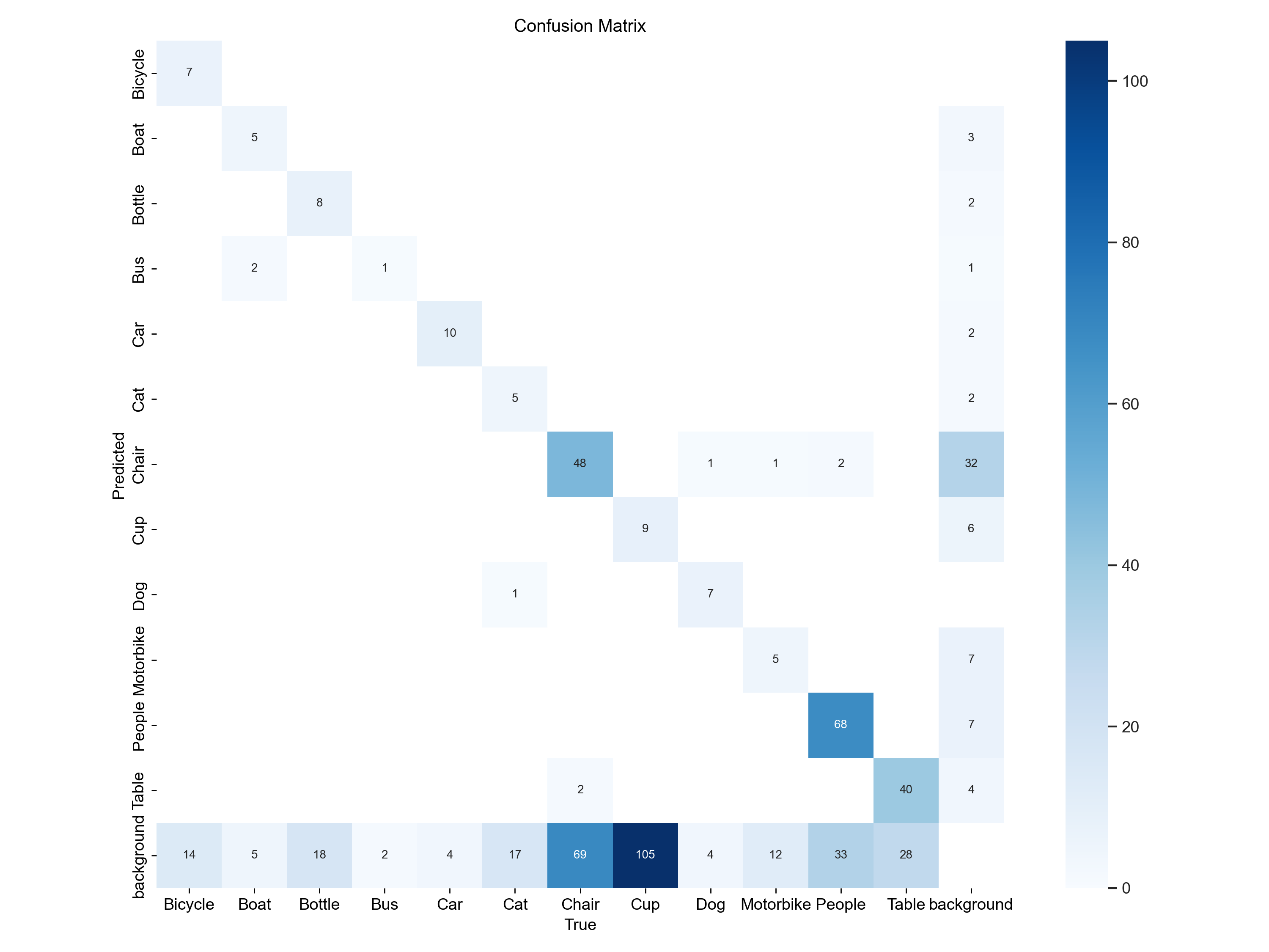 Confusion Matrix
Bicycle
7
Boat
5 3
Bottle
8 2
Bus
2 1 1
Car
10 2
Cat
5 2
Predicted
Chair
48 1 1 2 32
Cup
9 6
Dog
1 7
Motorbike
5 7
People
68 7
Table
2 40 4
background
14 5 18 2 4 17 69 105 4 12 33 28
Bicycle Boat Bottle Bus Car Cat Chair Cup Dog Motorbike People Table background
True
100
80
60
40
20
0